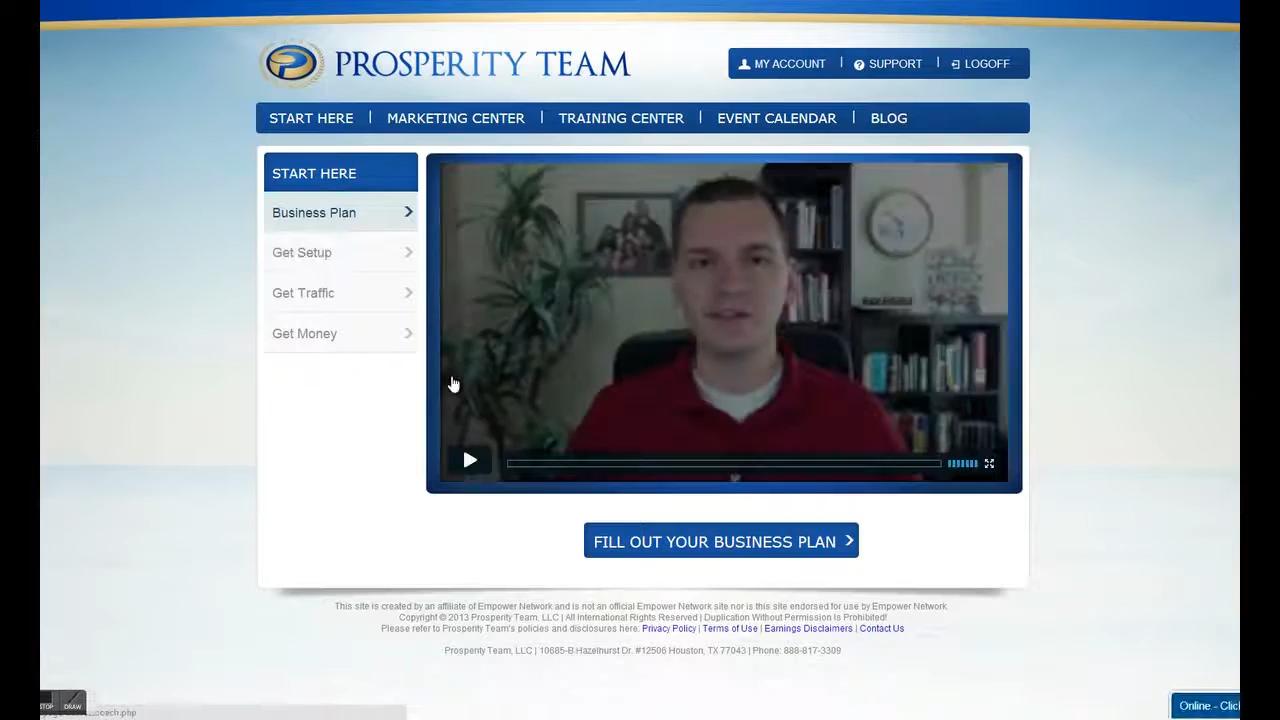 PROSPERITY TEAM
MY ACCOUNT
SUPPORT
LOGOFF
START HERE
MARKETING CENTER
TRAINING CENTER
EVENT CALENDAR
BLOG
START HERE
Business Plan
Get Setup
Get Traffic
Get Money
FILL OUT YOUR BUSINESS PLAN
This site is created by an affiliate of Empower Network and is not an official Empower Network site nor is this site endorsed for use by Empower Network
Copyright © 2013 Prosperity Team, LLC | All International Rights Reserved | Duplication Without Permission Is Prohibited!
Please refer to Prosperity Team's policies and disclosures here: Privacy Policy | Terms of Use | Earnings Disclaimers | Contact Us
Prosperity Team, LLC | 10685-B Hazelhurst Dr. #12506 Houston, TX 77043 | Phone: 888-817-3309
STOP
DRAW
Online - Clic